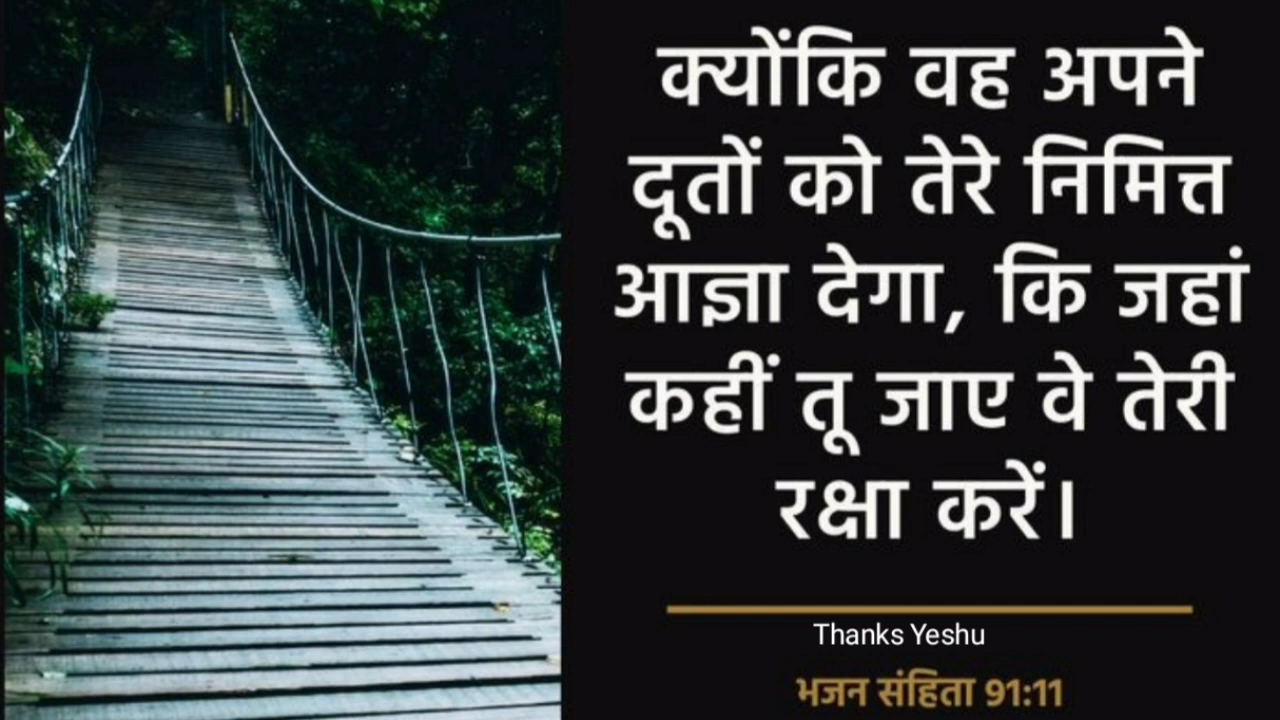 क्योंकि वह अपने
दूतों को तेरे निमित्त
आज्ञा देगा, कि जहां
कहीं तू जाए वे तेरी
रक्षा करें।
Thanks Yeshu
भजन संहिता 91:11